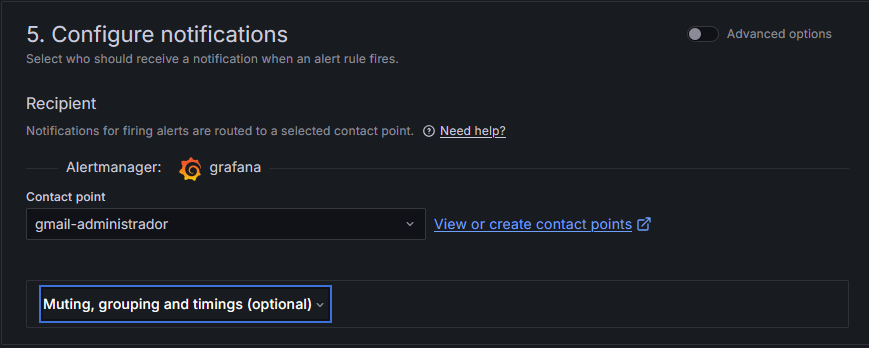 5. Configure notifications
Advanced options
Select who should receive a notification when an alert rule fires.
Recipient
Notifications for firing alerts are routed to a selected contact point. Need help?
Alertmanager: grafana
Contact point
gmail-administrador
View or create contact points
Muting, grouping and timings (optional)